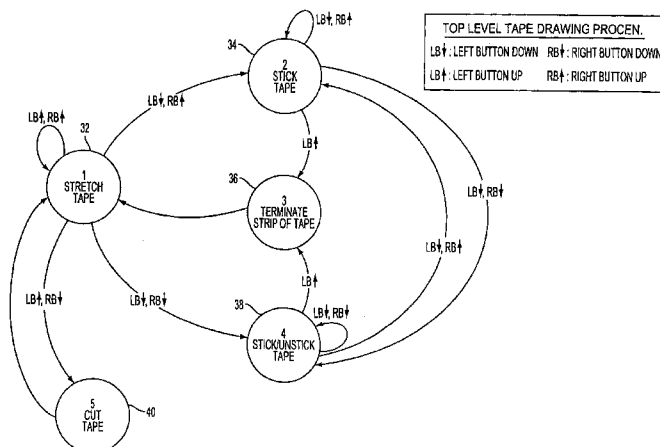 TOP LEVEL TAPE DRAWING PROCEN.
LB↓: LEFT BUTTON DOWN RB↓: RIGHT BUTTON DOWN
LB↑: LEFT BUTTON UP RB↑: RIGHT BUTTON UP
LB↓, RB↑
34
2
STICK
TAPE
LB↓, RB↑
LB↑, RB↑
32
1
STRETCH
TAPE
LB↑
36
3
TERMINATE
STRIP OF TAPE
LB↓, RB↓
LB↓, RB↑
LB↑
LB↑, RB↓
LB↓, RB↓
38
LB↓, RB↓
4
STICK/UNSTICK
TAPE
5
CUT
TAPE
40